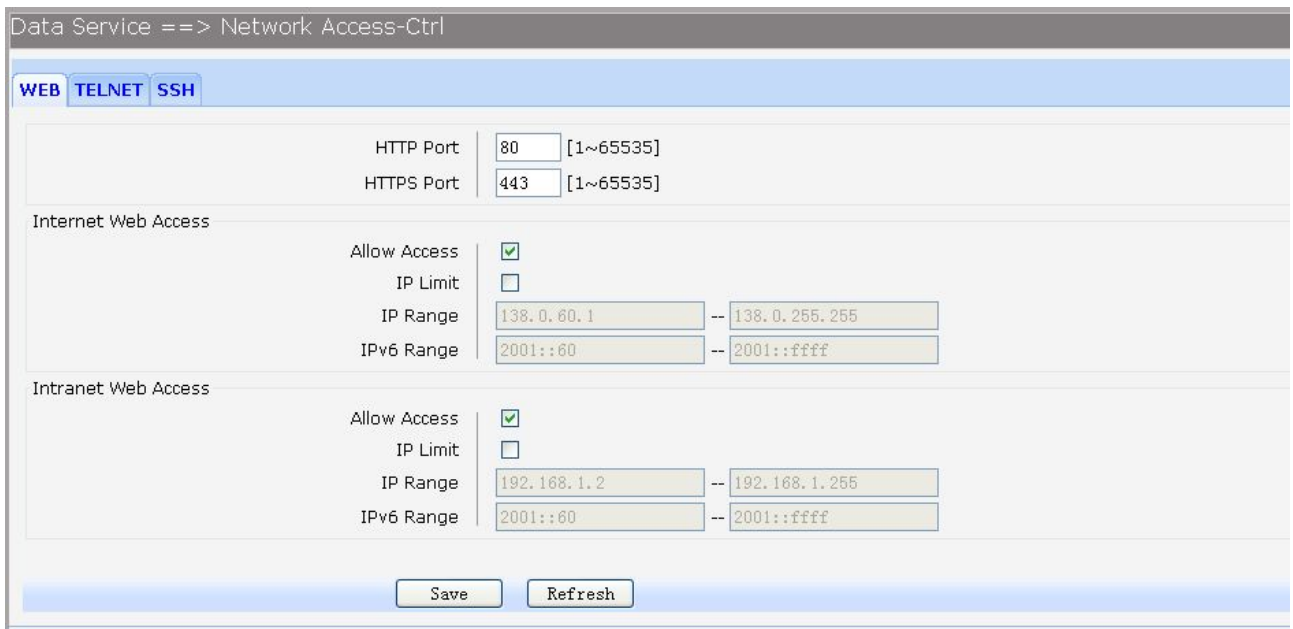 Data Service ==> Network Access-Ctrl
WEB TELNET SSH
HTTP Port 80 [1~65535]
HTTPS Port 443 [1~65535]
Internet Web Access
Allow Access
IP Limit
IP Range 138.0.60.1 -- 138.0.255.255
IPv6 Range 2001::60 -- 2001::ffff
Intranet Web Access
Allow Access
IP Limit
IP Range 192.168.1.2 -- 192.168.1.255
IPv6 Range 2001::60 -- 2001::ffff
Save Refresh